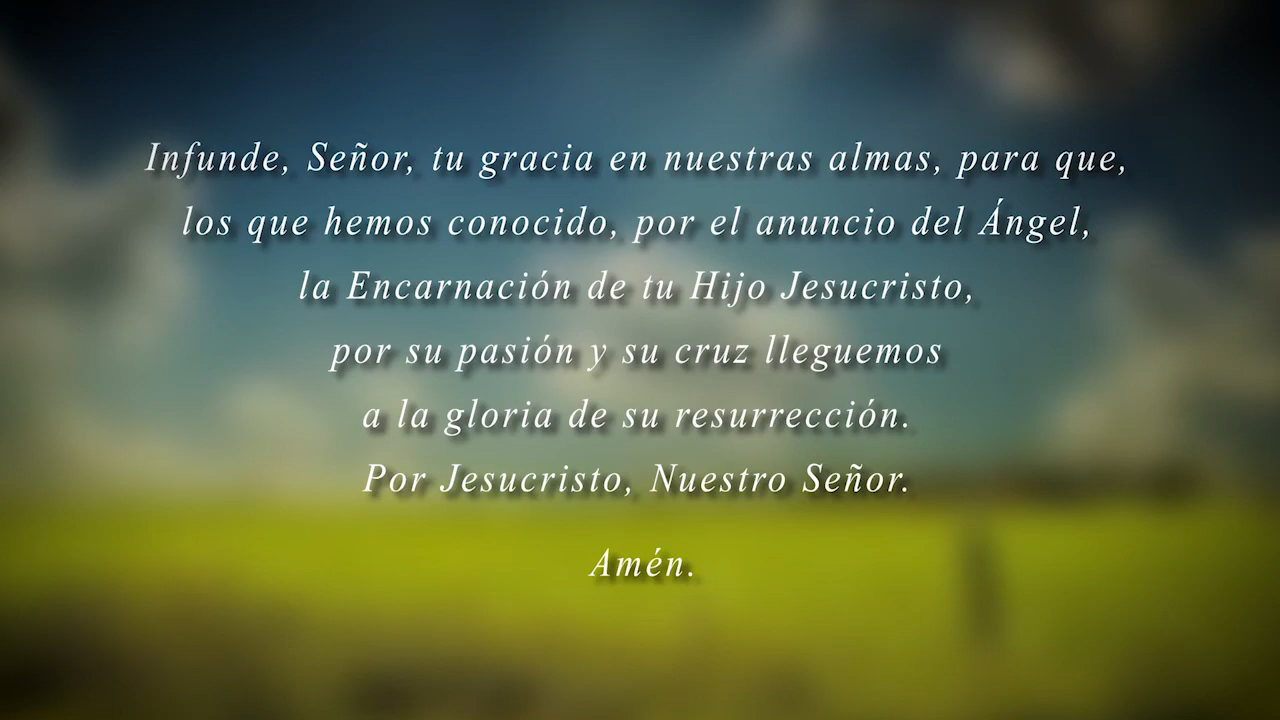 Infunde, Señor, tu gracia en nuestras almas, para que,
los que hemos conocido, por el anuncio del Ángel,
la Encarnación de tu Hijo Jesucristo,
por su pasión y su cruz lleguemos
a la gloria de su resurrección.
Por Jesucristo, Nuestro Señor.
Amén.